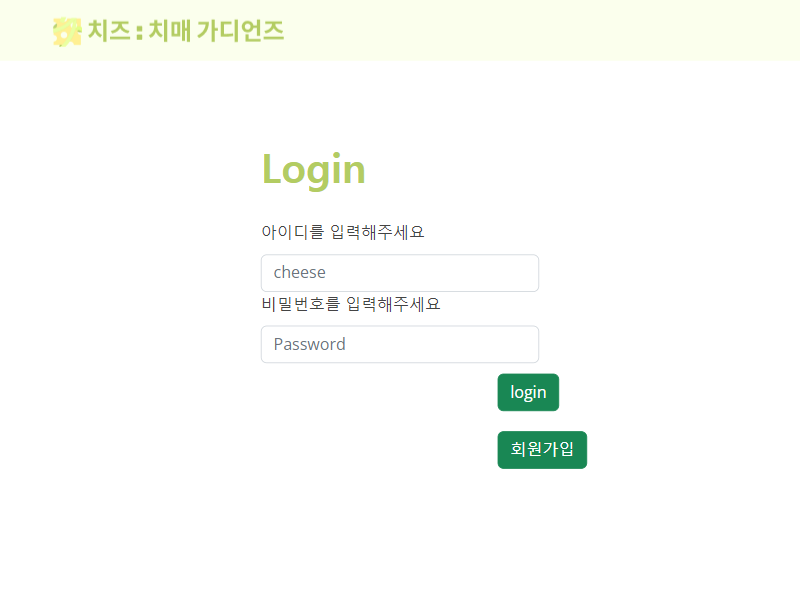 치즈 : 치매 가디언즈
Login
아이디를 입력해주세요
cheese
비밀번호를 입력해주세요
Password
login
회원가입